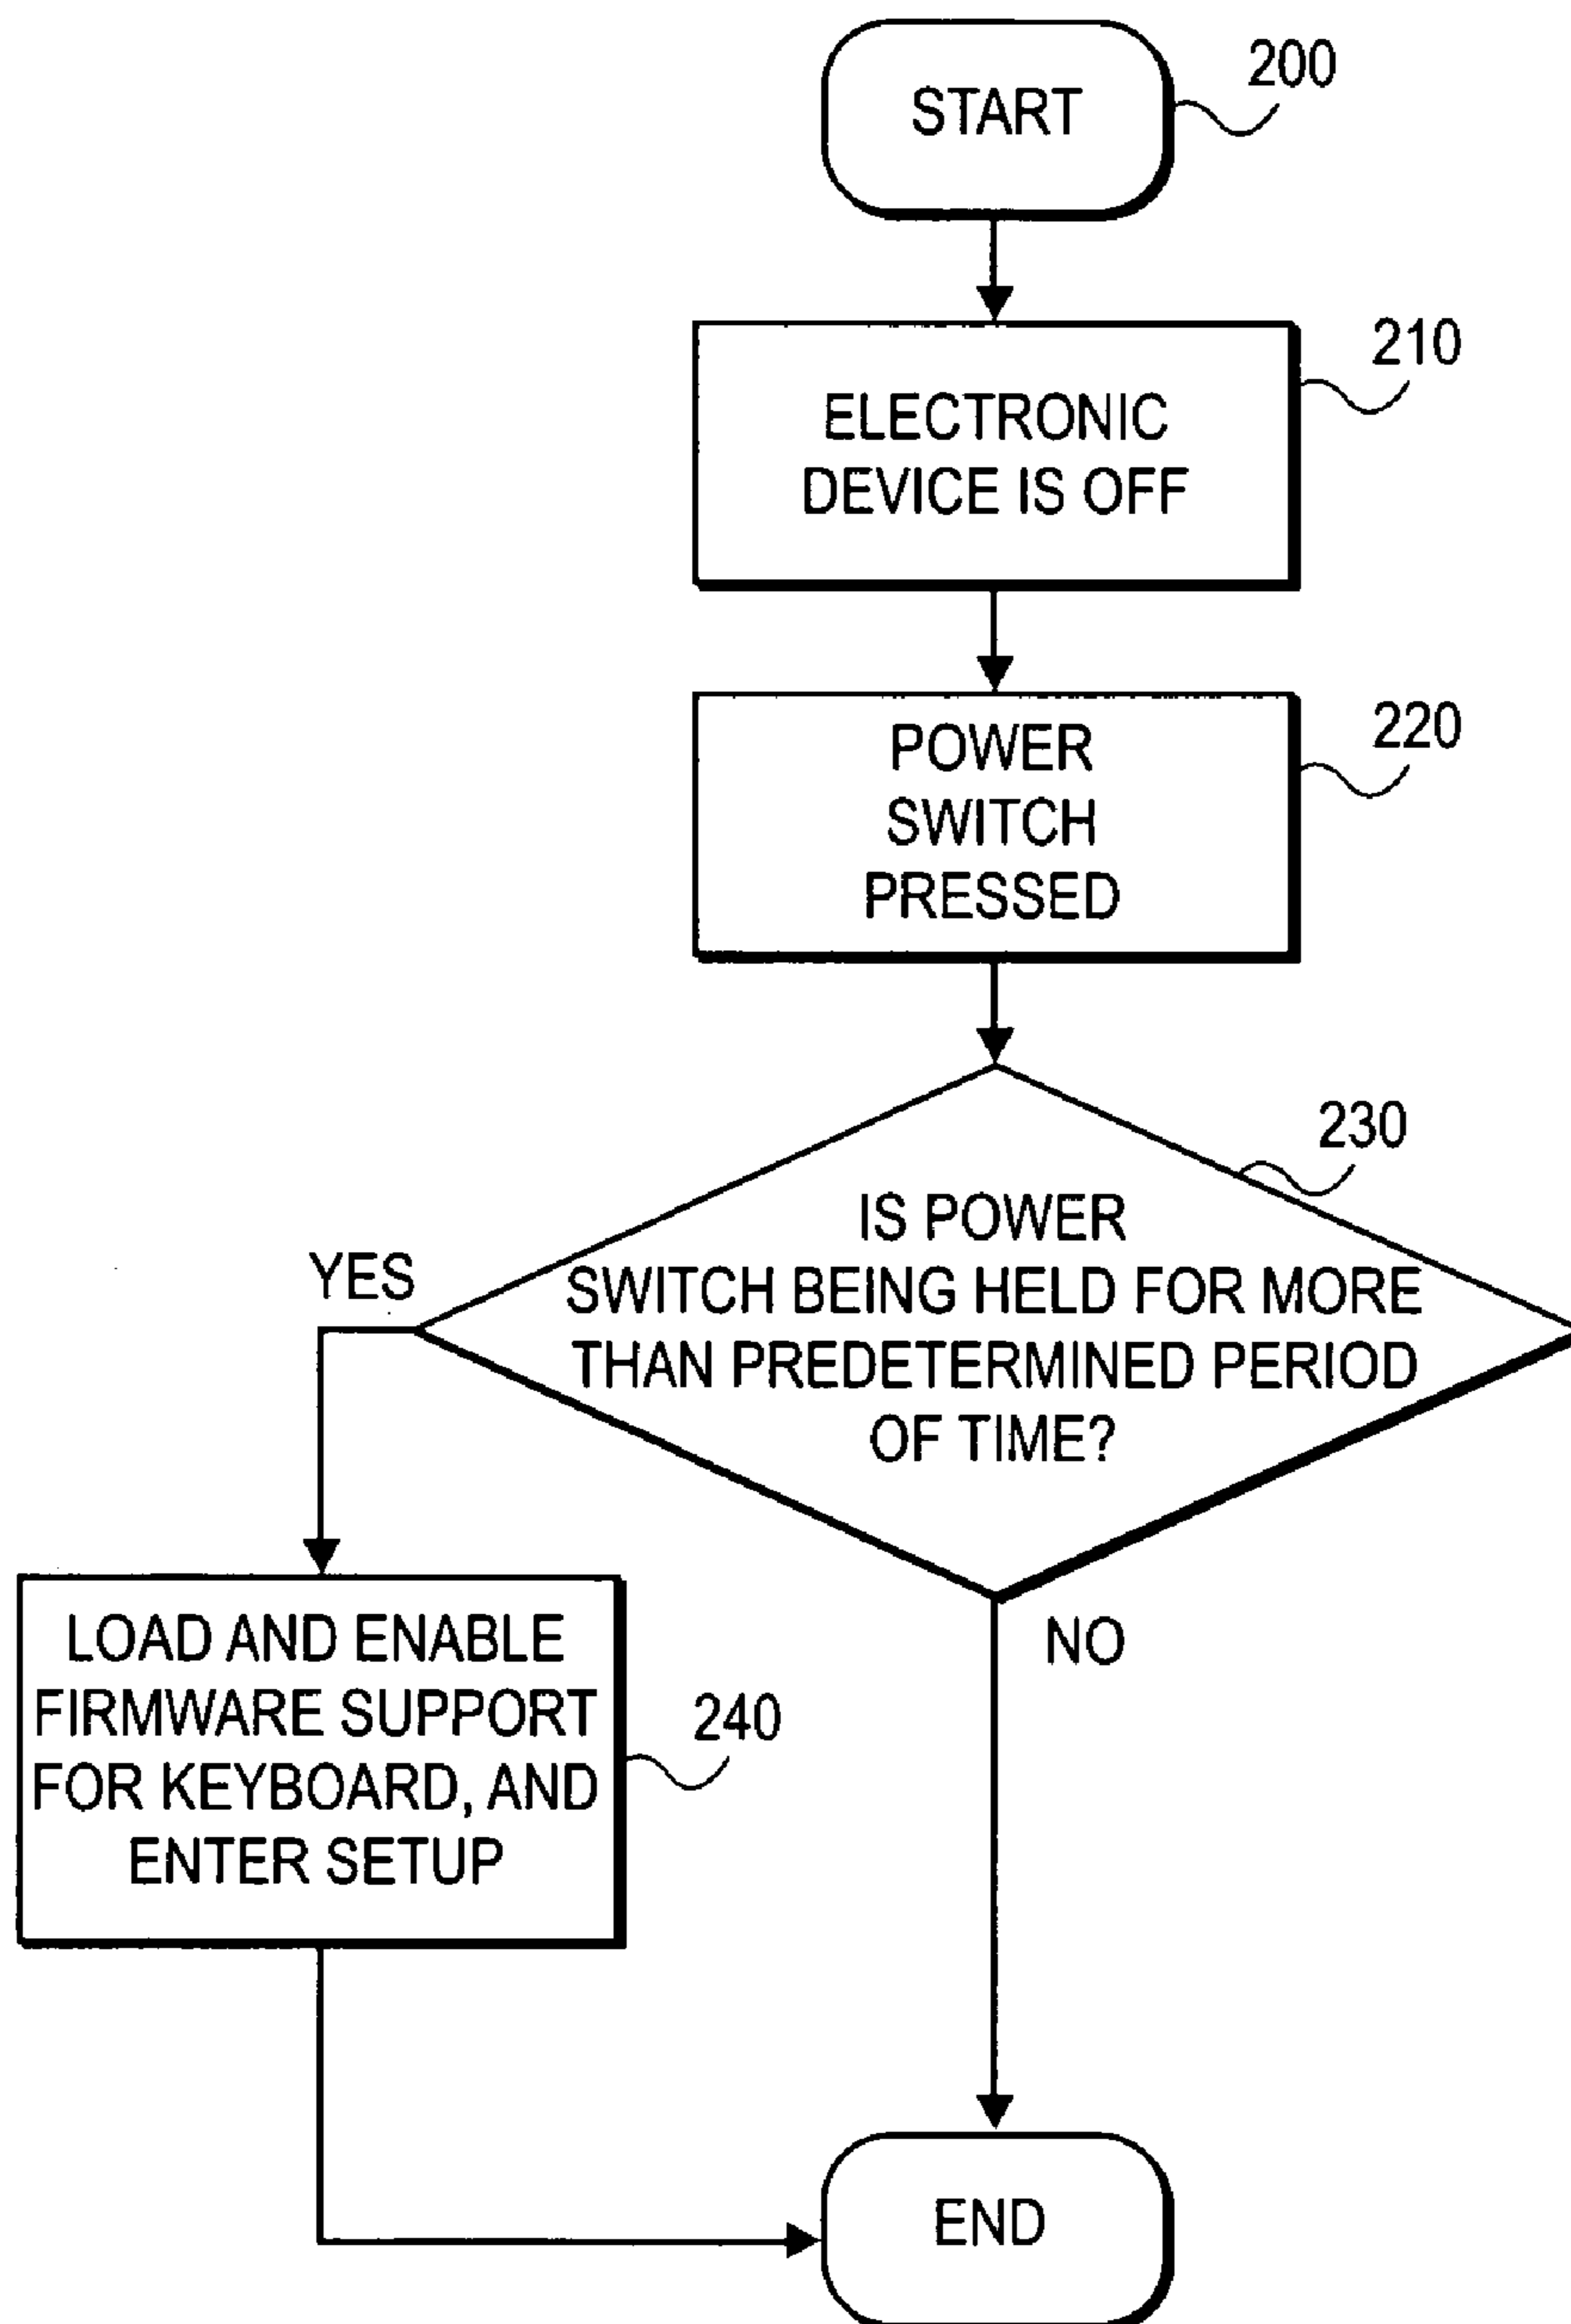 START
200
ELECTRONIC
DEVICE IS OFF
210
POWER
SWITCH
PRESSED
220
IS POWER
SWITCH BEING HELD FOR MORE
THAN PREDETERMINED PERIOD
OF TIME?
230
YES
NO
LOAD AND ENABLE
FIRMWARE SUPPORT
FOR KEYBOARD, AND
ENTER SETUP
240
END